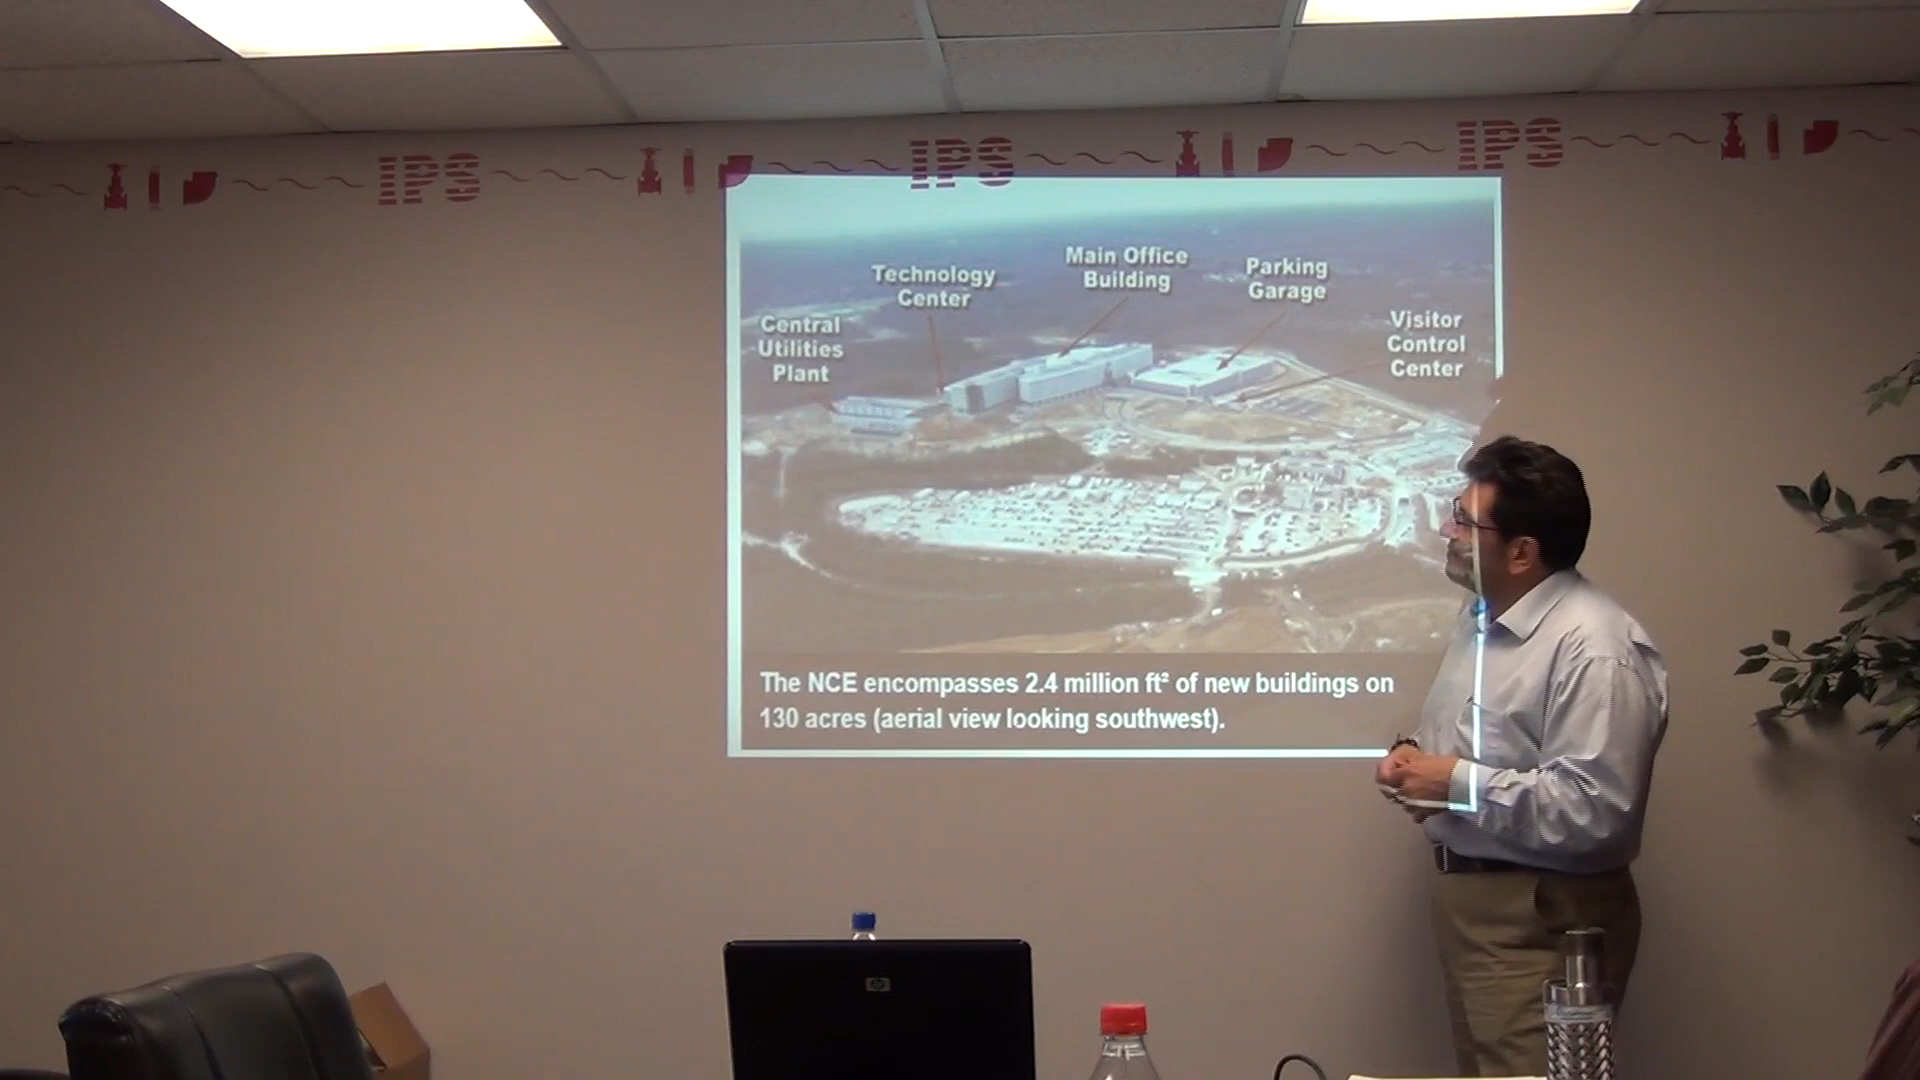 IPS
IPS
IPS
Technology
Center
Main Office
Building
Parking
Garage
Central
Utilities
Plant
Visitor
Control
Center
The NCE encompasses 2.4 million ft² of new buildings on
130 acres (aerial view looking southwest).
hp